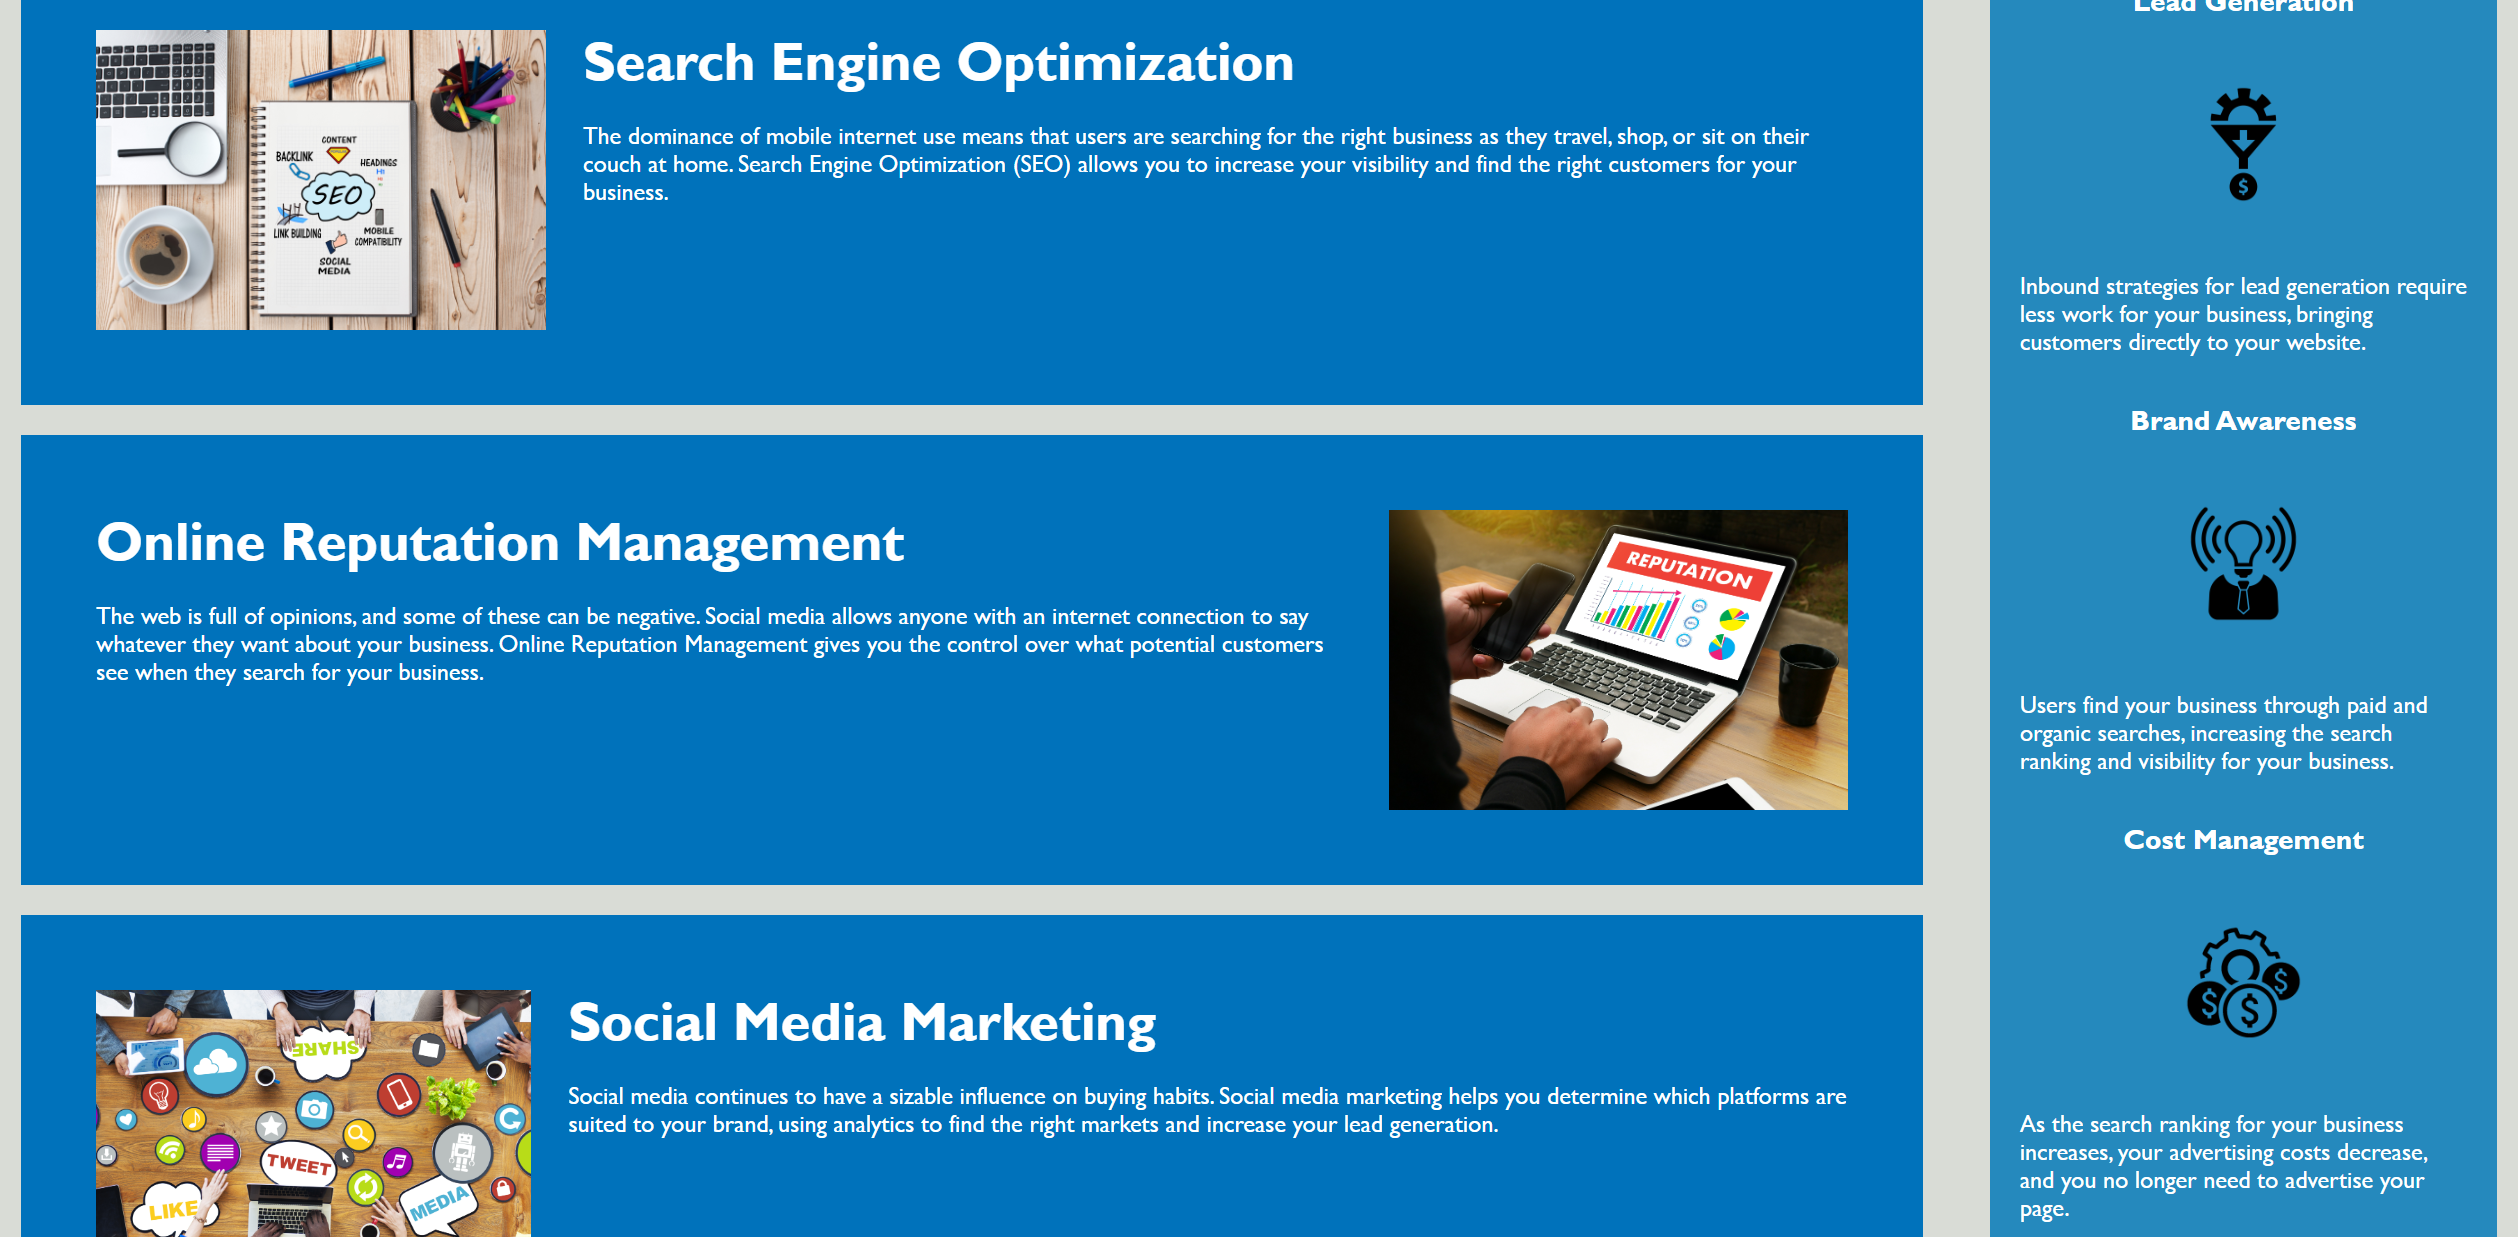 Search Engine Optimization
The dominance of mobile internet use means that users are searching for the right business as they travel, shop, or sit on their
couch at home. Search Engine Optimization (SEO) allows you to increase your visibility and find the right customers for your
business.
CONTENT
BACKLINK
HEADINGS
H1
SEO
LINK BUILDING
MOBILE
COMPATIBILITY
SOCIAL
MEDIA
Online Reputation Management
The web is full of opinions, and some of these can be negative. Social media allows anyone with an internet connection to say
whatever they want about your business. Online Reputation Management gives you the control over what potential customers
see when they search for your business.
REPUTATION
Social Media Marketing
Social media continues to have a sizable influence on buying habits. Social media marketing helps you determine which platforms are
suited to your brand, using analytics to find the right markets and increase your lead generation.
SHARE
TWEET
LIKE
MEDIA
Lead Generation
$
Inbound strategies for lead generation require
less work for your business, bringing
customers directly to your website.
Brand Awareness
Users find your business through paid and
organic searches, increasing the search
ranking and visibility for your business.
Cost Management
$
$
$
As the search ranking for your business
increases, your advertising costs decrease,
and you no longer need to advertise your
page.